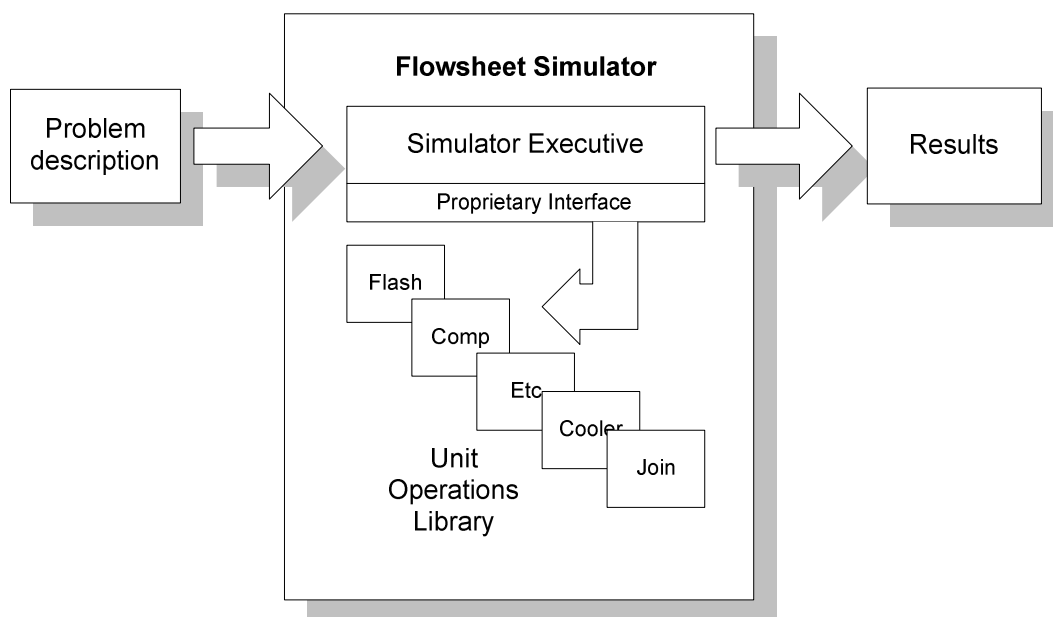 Flowsheet Simulator
Problem
description
Simulator Executive
Proprietary Interface
Results
Flash
Comp
Etc
Cooler
Join
Unit
Operations
Library